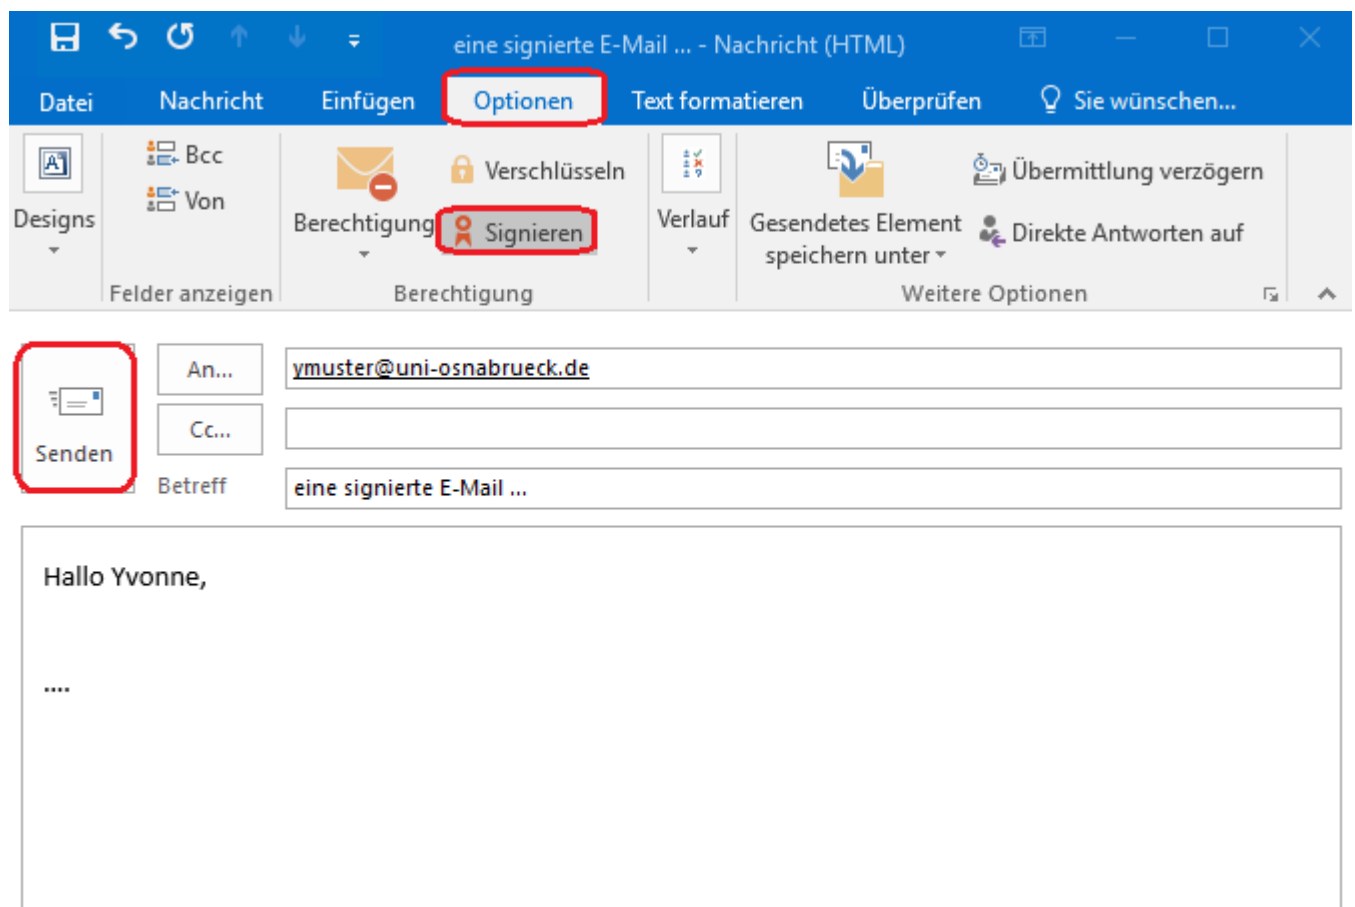 eine signierte E-Mail ... - Nachricht (HTML)
Datei Nachricht Einfügen Optionen Text formatieren Überprüfen Sie wünschen...
Designs
Bcc
Von
Felder anzeigen
Berechtigung
Verschlüsseln
Signieren
Berechtigung
Verlauf
Gesendetes Element
speichern unter
Übermittlung verzögern
Direkte Antworten auf
Weitere Optionen
Senden
An... ymuster@uni-osnabrueck.de
Cc...
Betreff eine signierte E-Mail ...
Hallo Yvonne,
....